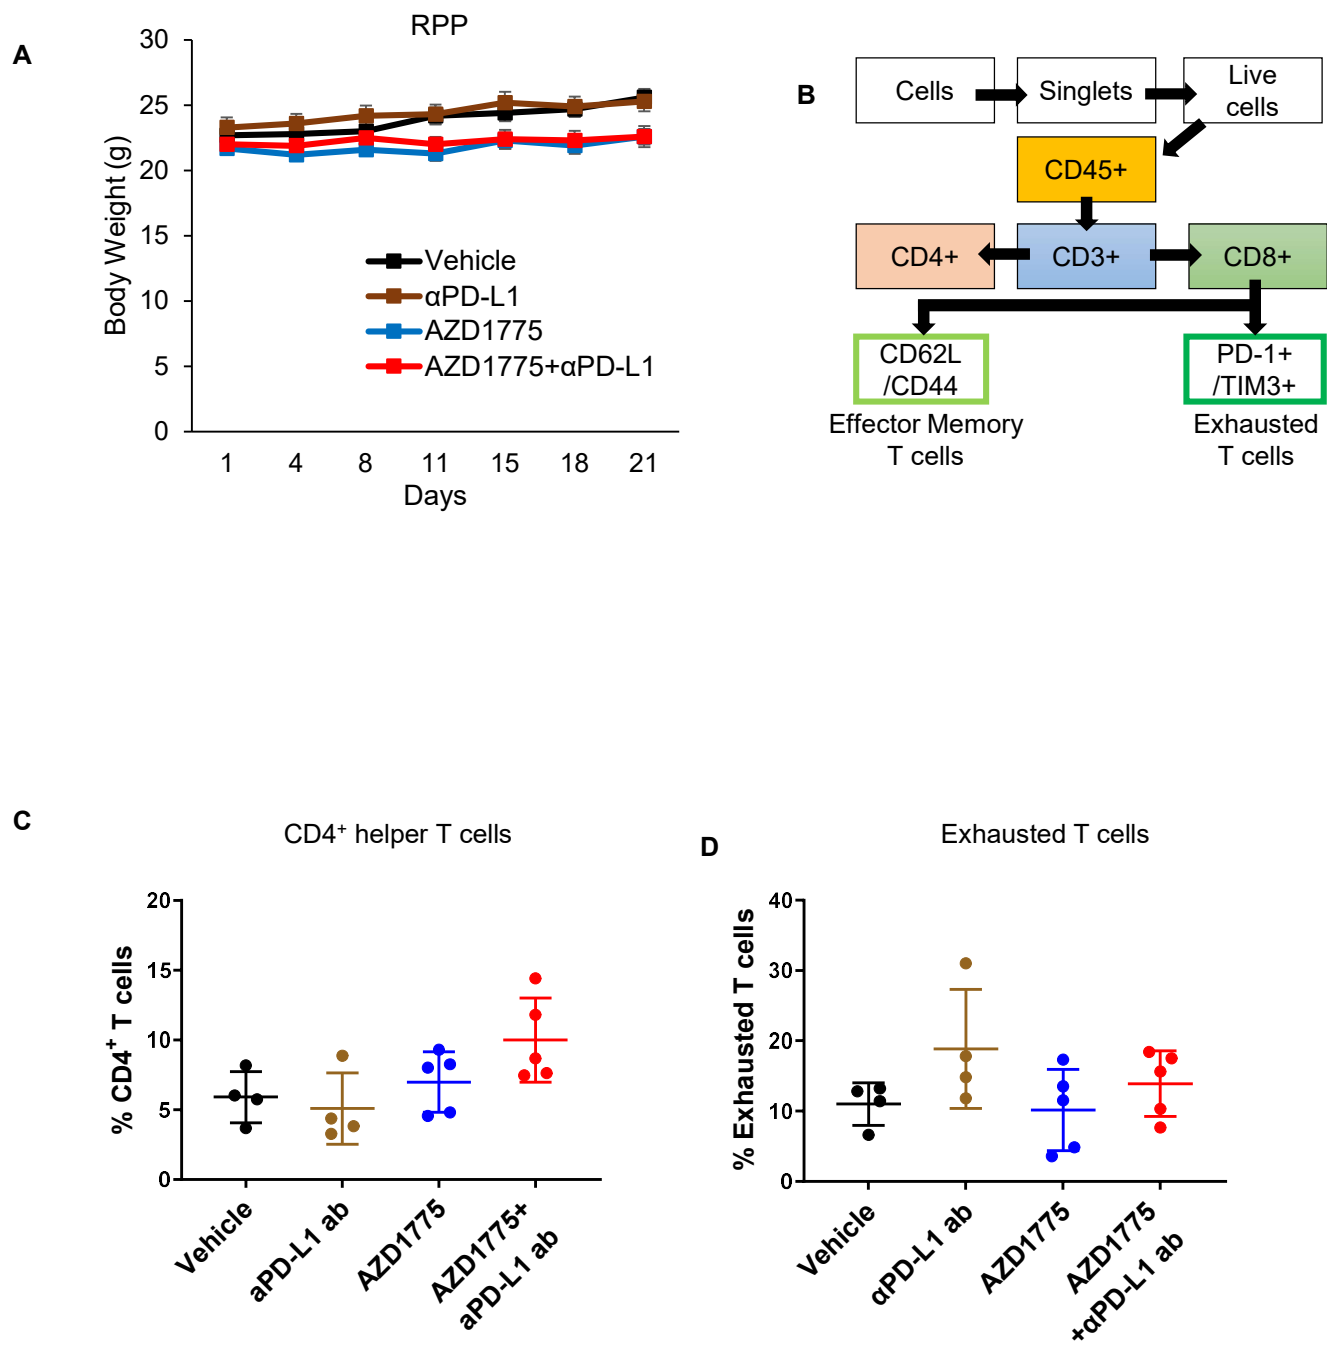 A
RPP
30
25
20
15
10
5
0
Body Weight (g)
Vehicle
αPD-L1
AZD1775
AZD1775+αPD-L1
1 4 8 11 15 18 21
Days
B
Cells
Singlets
Live
cells
CD45+
CD4+
CD3+
CD8+
CD62L
/CD44
PD-1+
/TIM3+
Effector Memory
T cells
Exhausted
T cells
C
CD4⁺ helper T cells
20
15
10
5
0
% CD4⁺ T cells
Vehicle
aPD-L1 ab
AZD1775
AZD1775+
aPD-L1 ab
D
Exhausted T cells
40
30
20
10
0
% Exhausted T cells
Vehicle
αPD-L1 ab
AZD1775
AZD1775
+αPD-L1 ab